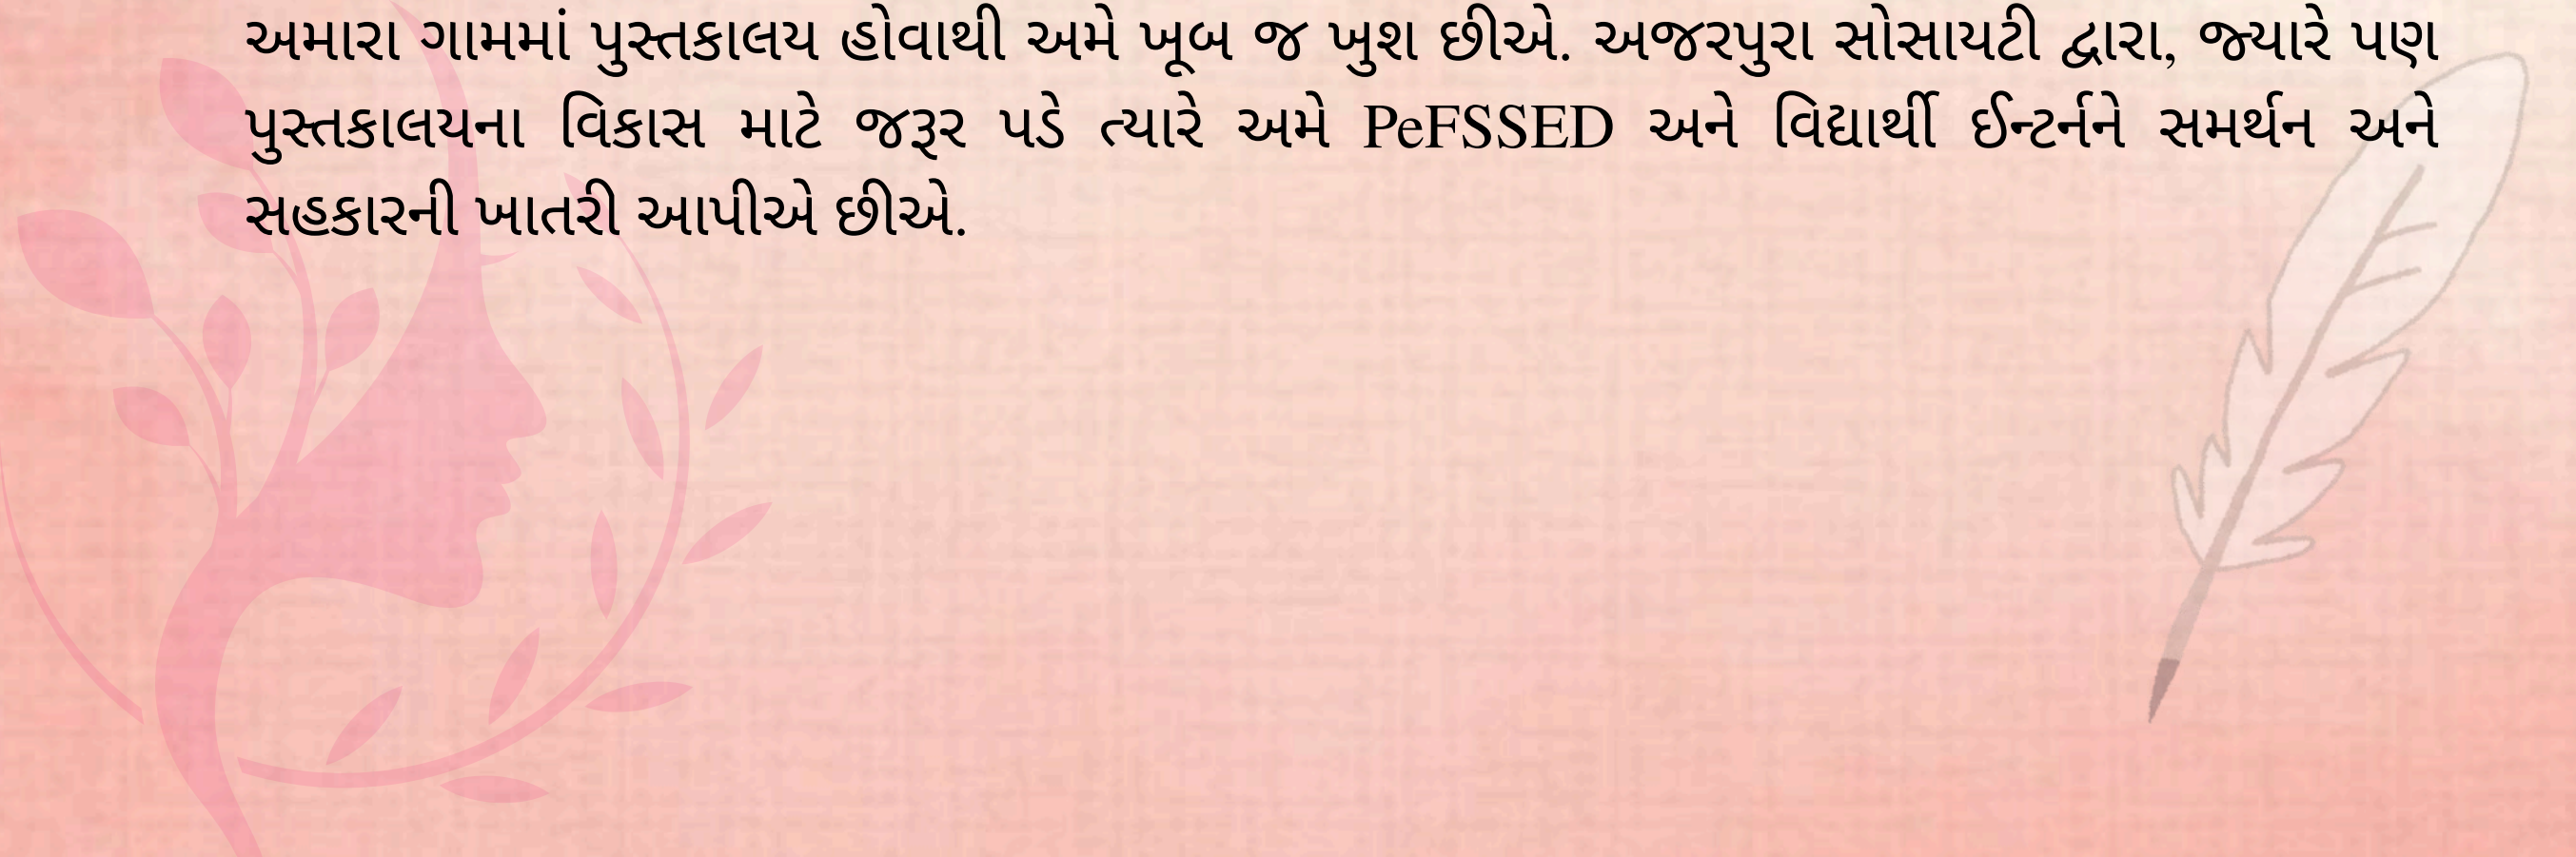 અમારા ગામમાં પુસ્તકાલય હોવાથી અમે ખૂબ જ ખુશ છીએ. અજરપુરા સોસાયટી દ્વારા, જ્યારે પણ
પુસ્તકાલયના વિકાસ માટે જરૂર પડે ત્યારે અમે PeFSSED અને વિદ્યાર્થી ઈન્ટર્નને સમર્થન અને
સહકારની ખાતરી આપીએ છીએ.